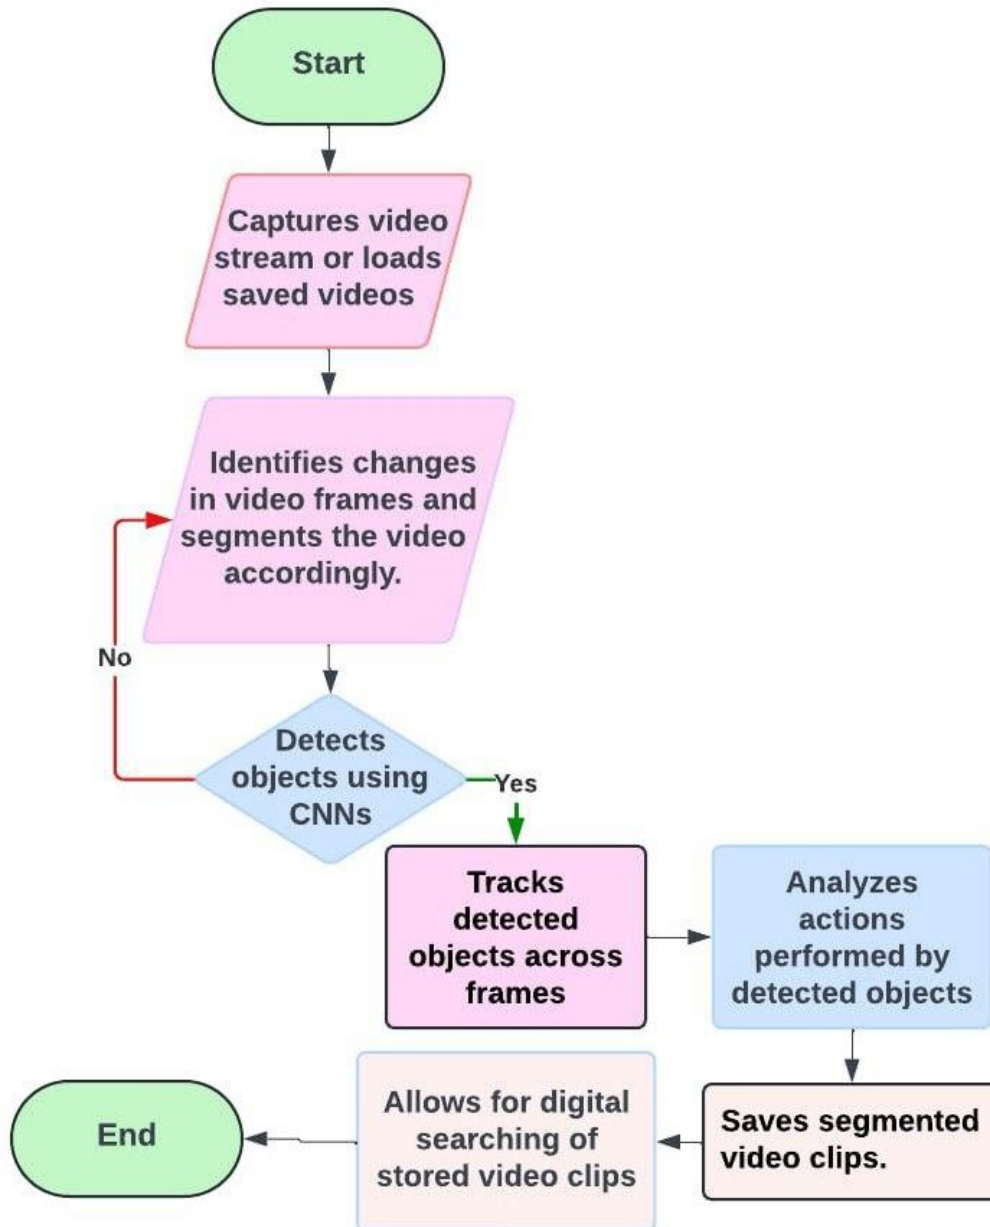 Start
Captures video
stream or loads
saved videos
Identifies changes
in video frames and
segments the video
accordingly.
No
Detects
objects using
CNNs
Yes
Tracks
detected
objects across
frames
Analyzes
actions
performed by
detected objects
Saves segmented
video clips.
Allows for digital
searching of
stored video clips
End